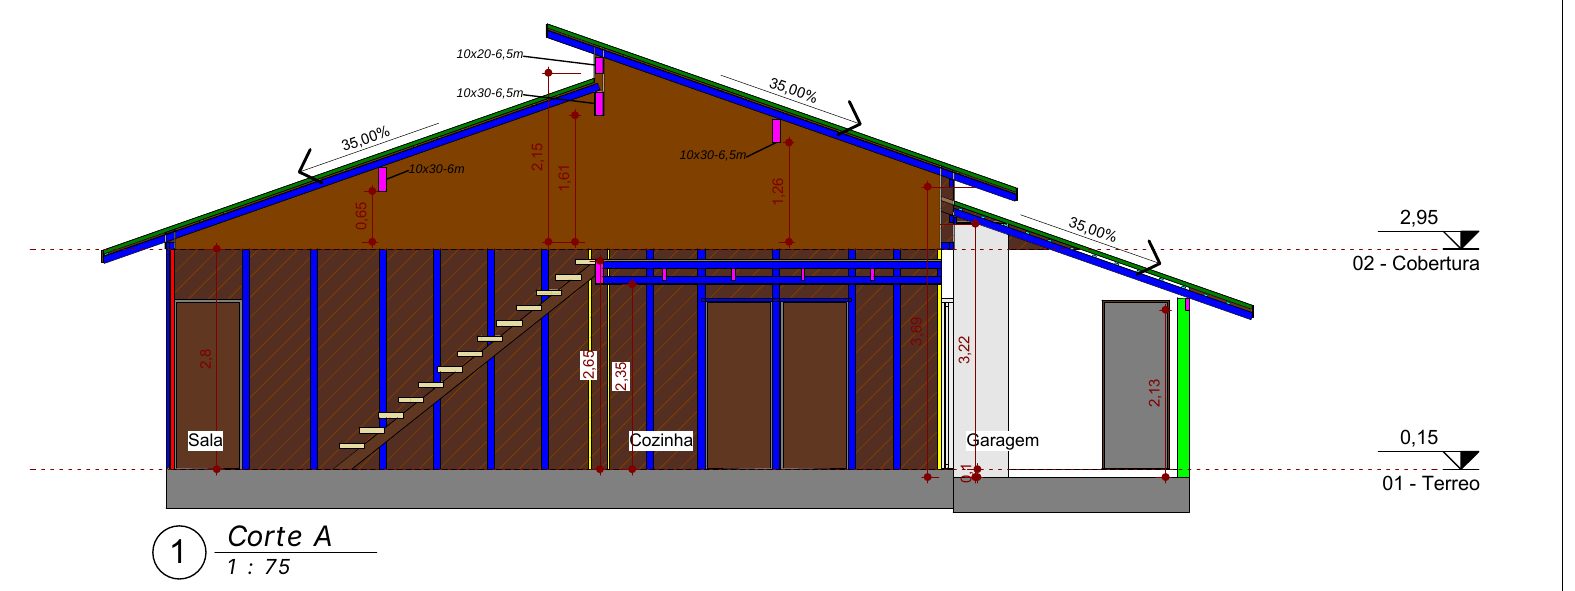 10x20-6,5m
10x30-6,5m
35,00%
35,00%
10x30-6,5m
10x30-6m
2,15
1,61
1,26
0,65
35,00%
2,95
02 - Cobertura
2,8
2,65
2,35
3,69
3,22
2,13
Sala
Cozinha
Garagem
0,15
0,1
01 - Terreo
1
Corte A
1 : 75